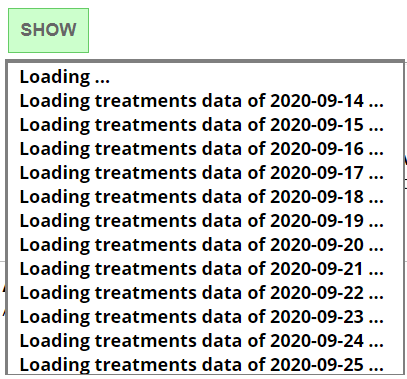 SHOW
Loading ...
Loading treatments data of 2020-09-14 ...
Loading treatments data of 2020-09-15 ...
Loading treatments data of 2020-09-16 ...
Loading treatments data of 2020-09-17 ...
Loading treatments data of 2020-09-18 ...
Loading treatments data of 2020-09-19 ...
Loading treatments data of 2020-09-20 ...
Loading treatments data of 2020-09-21 ...
Loading treatments data of 2020-09-22 ...
Loading treatments data of 2020-09-23 ...
Loading treatments data of 2020-09-24 ...
Loading treatments data of 2020-09-25 ...